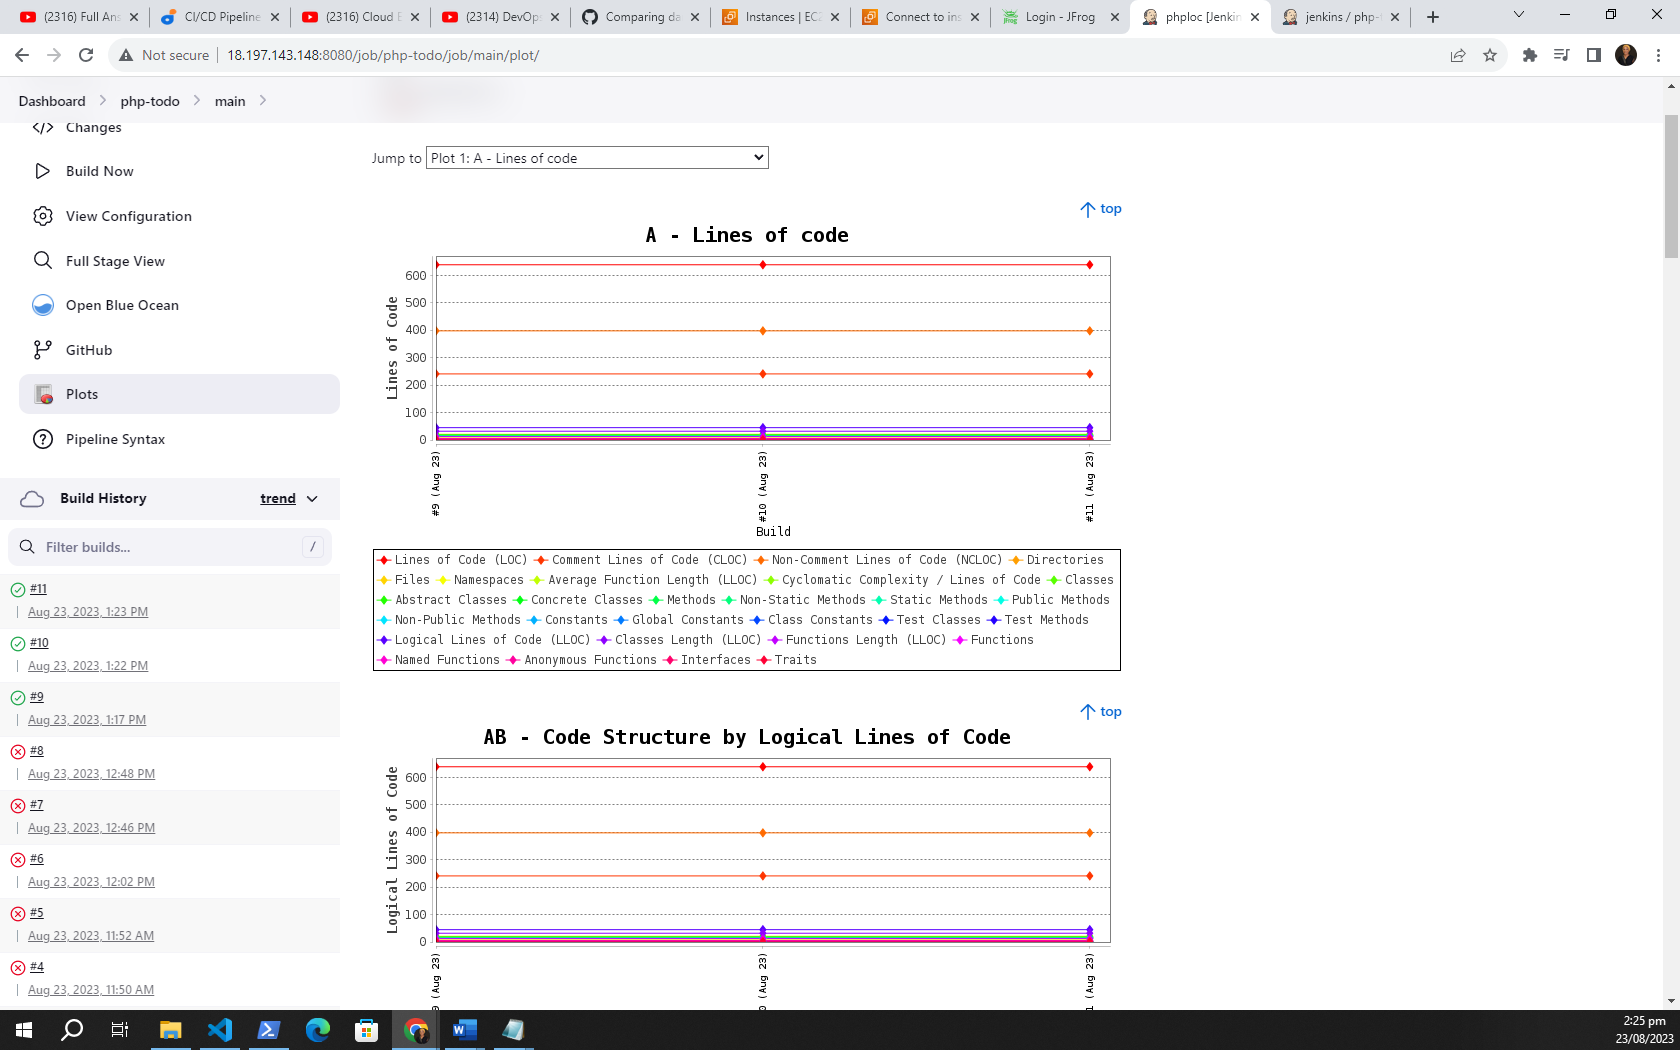 (2316) Full Ans
CI/CD Pipeline
(2316) Cloud E
(2314) DevOps
Comparing da
Instances | EC2
Connect to ins
Login - JFrog
phploc [Jenkin
jenkins / php-t
Not secure
18.197.143.148:8080/job/php-todo/job/main/plot/
Dashboard
php-todo
main
Changes
Build Now
View Configuration
Full Stage View
Open Blue Ocean
GitHub
Plots
Pipeline Syntax
Build History
trend
Filter builds...
/
#11
Aug 23, 2023, 1:23 PM
#10
Aug 23, 2023, 1:22 PM
#9
Aug 23, 2023, 1:17 PM
#8
Aug 23, 2023, 12:48 PM
#7
Aug 23, 2023, 12:46 PM
#6
Aug 23, 2023, 12:02 PM
#5
Aug 23, 2023, 11:52 AM
#4
Aug 23, 2023, 11:50 AM
Jump to Plot 1: A - Lines of code
top
A - Lines of code
Lines of Code
600
500
400
300
200
100
0
#9 (Aug 23)
#10 (Aug 23)
#11 (Aug 23)
Build
Lines of Code (LOC) Comment Lines of Code (CLOC) Non-Comment Lines of Code (NCLOC) Directories
Files Namespaces Average Function Length (LLOC) Cyclomatic Complexity / Lines of Code Classes
Abstract Classes Concrete Classes Methods Non-Static Methods Static Methods Public Methods
Non-Public Methods Constants Global Constants Class Constants Test Classes Test Methods
Logical Lines of Code (LLOC) Classes Length (LLOC) Functions Length (LLOC) Functions
Named Functions Anonymous Functions Interfaces Traits
top
AB - Code Structure by Logical Lines of Code
Logical Lines of Code
600
500
400
300
200
100
0
9 (Aug 23)
0 (Aug 23)
1 (Aug 23)
2:25 pm
23/08/2023